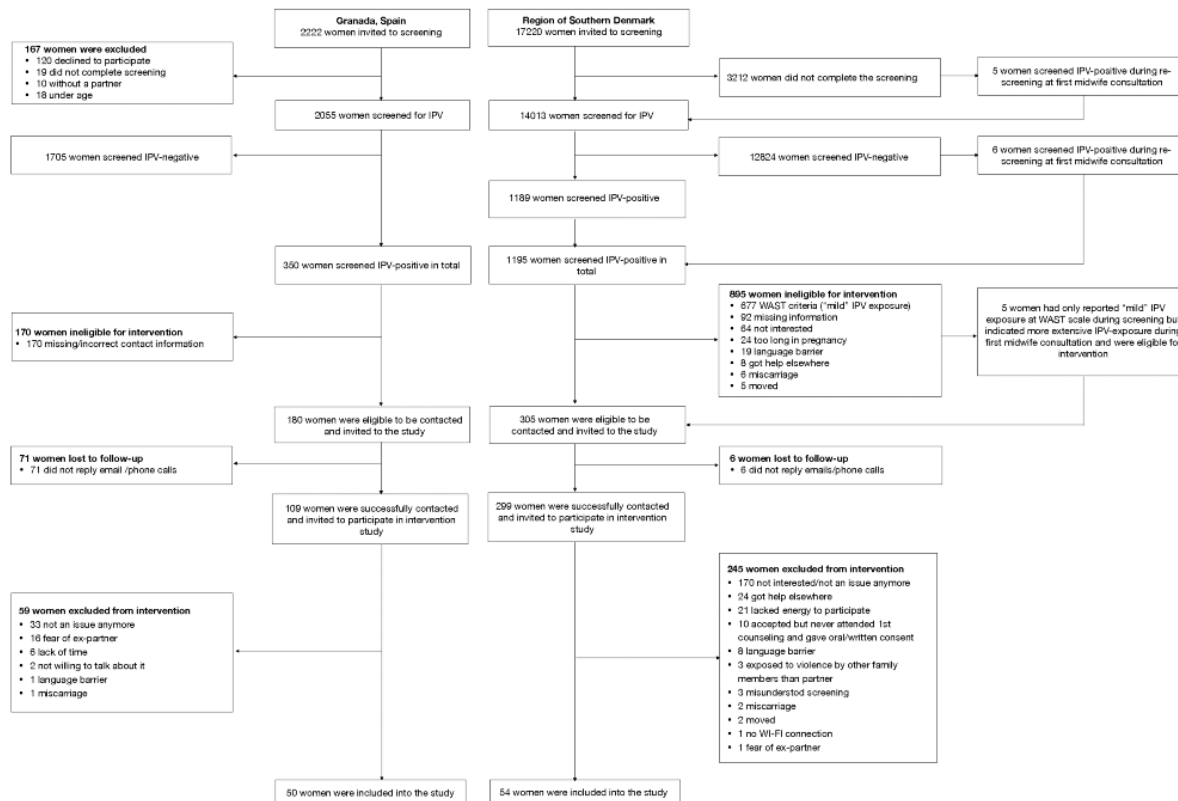 Granada, Spain
2222 women invited to screening
Region of Southern Denmark
17220 women invited to screening
167 women were excluded
• 120 declined to participate
• 19 did not complete screening
• 10 without a partner
• 18 under age
3212 women did not complete the screening
5 women screened IPV-positive during re-
screening at first midwife consultation
2055 women screened for IPV
14013 women screened for IPV
1705 women screened IPV-negative
12824 women screened IPV-negative
6 women screened IPV-positive during re-
screening at first midwife consultation
1189 women screened IPV-positive
350 women screened IPV-positive in total
1195 women screened IPV-positive in
total
170 women ineligible for intervention
• 170 missing/incorrect contact information
895 women ineligible for intervention
• 677 WAST criteria ("mild" IPV exposure)
• 92 missing information
• 64 not interested
• 24 too long in pregnancy
• 19 language barrier
• 8 got help elsewhere
• 6 miscarriage
• 5 moved
5 women had only reported "mild" IPV
exposure at WAST scale during screening but
indicated more extensive IPV-exposure during
first midwife consultation and were eligible for
intervention
180 women were eligible to be contacted
and invited to the study
305 women were eligible to be
contacted and invited to the study
71 women lost to follow-up
• 71 did not reply email /phone calls
6 women lost to follow-up
• 6 did not reply emails/phone calls
109 women were successfully contacted
and invited to participate in intervention
study
299 women were successfully contacted
and invited to participate in intervention
study
59 women excluded from intervention
• 33 not an issue anymore
• 16 fear of ex-partner
• 6 lack of time
• 2 not willing to talk about it
• 1 language barrier
• 1 miscarriage
245 women excluded from intervention
• 170 not interested/not an issue anymore
• 24 got help elsewhere
• 21 lacked energy to participate
• 10 accepted but never attended 1st
counseling and gave oral/written consent
• 8 language barrier
• 3 exposed to violence by other family
members than partner
• 3 misunderstod screening
• 2 miscarriage
• 2 moved
• 1 no WI-FI connection
• 1 fear of ex-partner
50 women were included into the study
54 women were included into the study